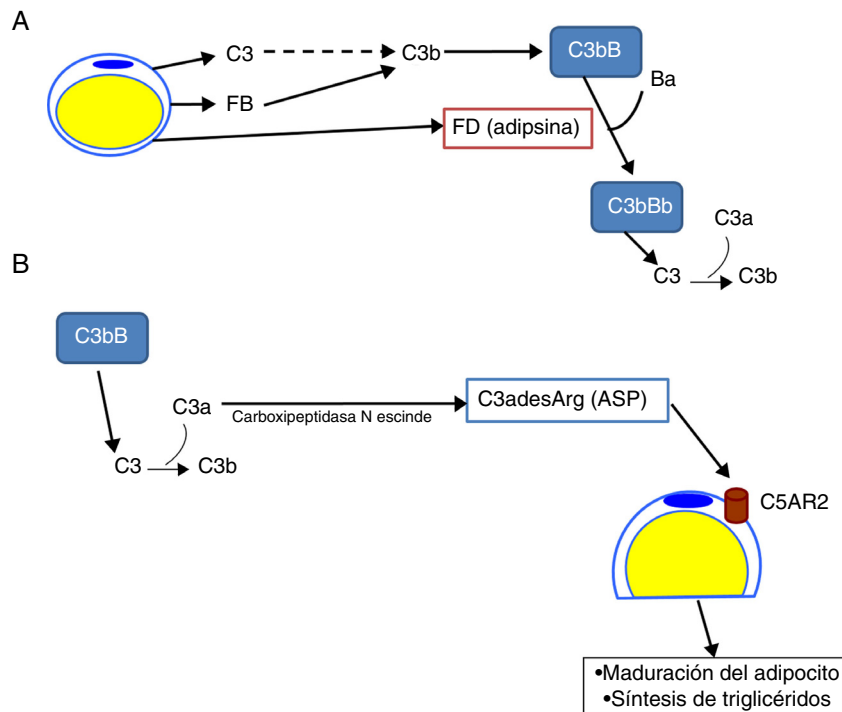 A
C3
C3b
C3bB
FB
Ba
FD (adipsina)
C3bBb
C3a
C3
C3b
B
C3bB
C3a
Carboxipeptidasa N escinde
C3adesArg (ASP)
C3
C3b
C5AR2
•Maduración del adipocito
•Síntesis de triglicéridos